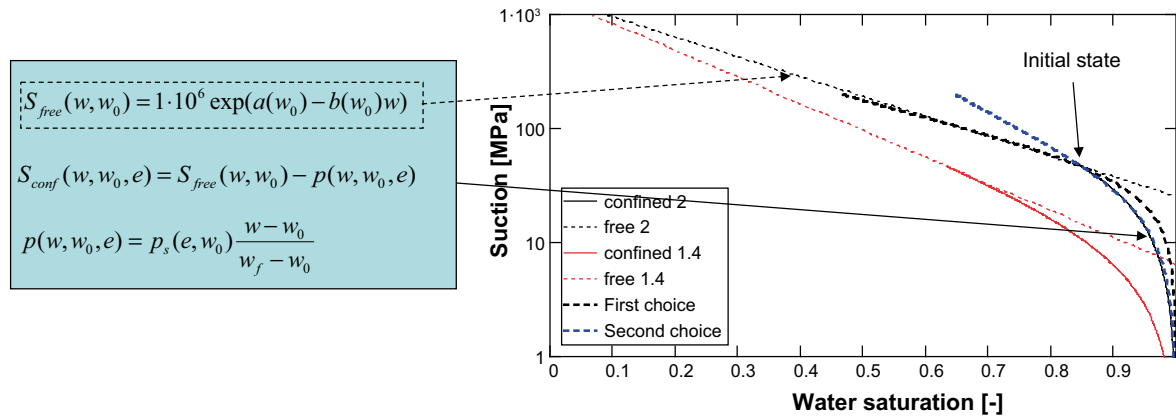 S_free(w,w_0)=1·10^6 exp(a(w_0)−b(w_0)w)
S_conf(w,w_0,e)=S_free(w,w_0)−p(w,w_0,e)
p(w,w_0,e)=p_s(e,w_0) (w−w_0)/(w_f−w_0)
1·10³
100
10
1
Suction [MPa]
Initial state
confined 2
free 2
confined 1.4
free 1.4
First choice
Second choice
0 0.1 0.2 0.3 0.4 0.5 0.6 0.7 0.8 0.9
Water saturation [-]